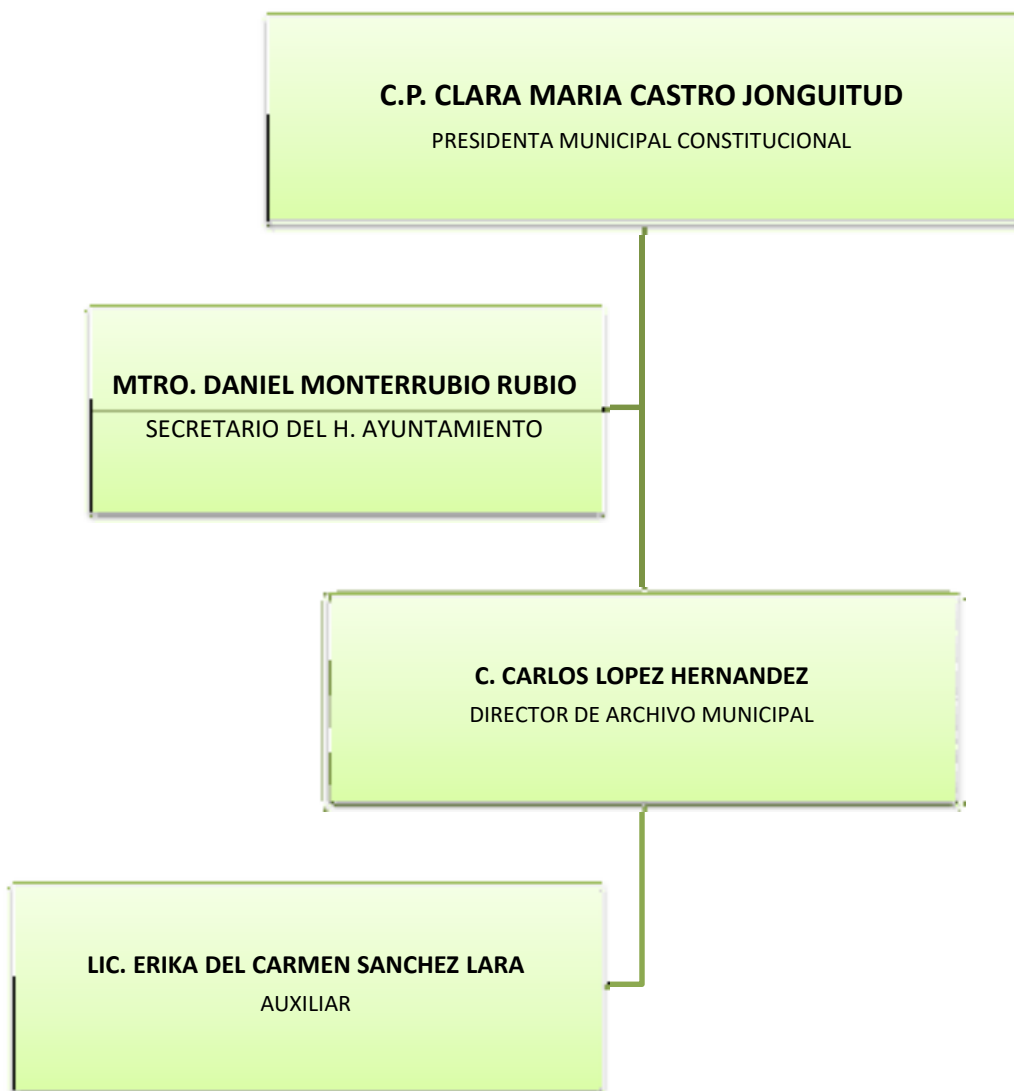 C.P. CLARA MARIA CASTRO JONGUITUD
PRESIDENTA MUNICIPAL CONSTITUCIONAL
MTRO. DANIEL MONTERRUBIO RUBIO
SECRETARIO DEL H. AYUNTAMIENTO
C. CARLOS LOPEZ HERNANDEZ
DIRECTOR DE ARCHIVO MUNICIPAL
LIC. ERIKA DEL CARMEN SANCHEZ LARA
AUXILIAR